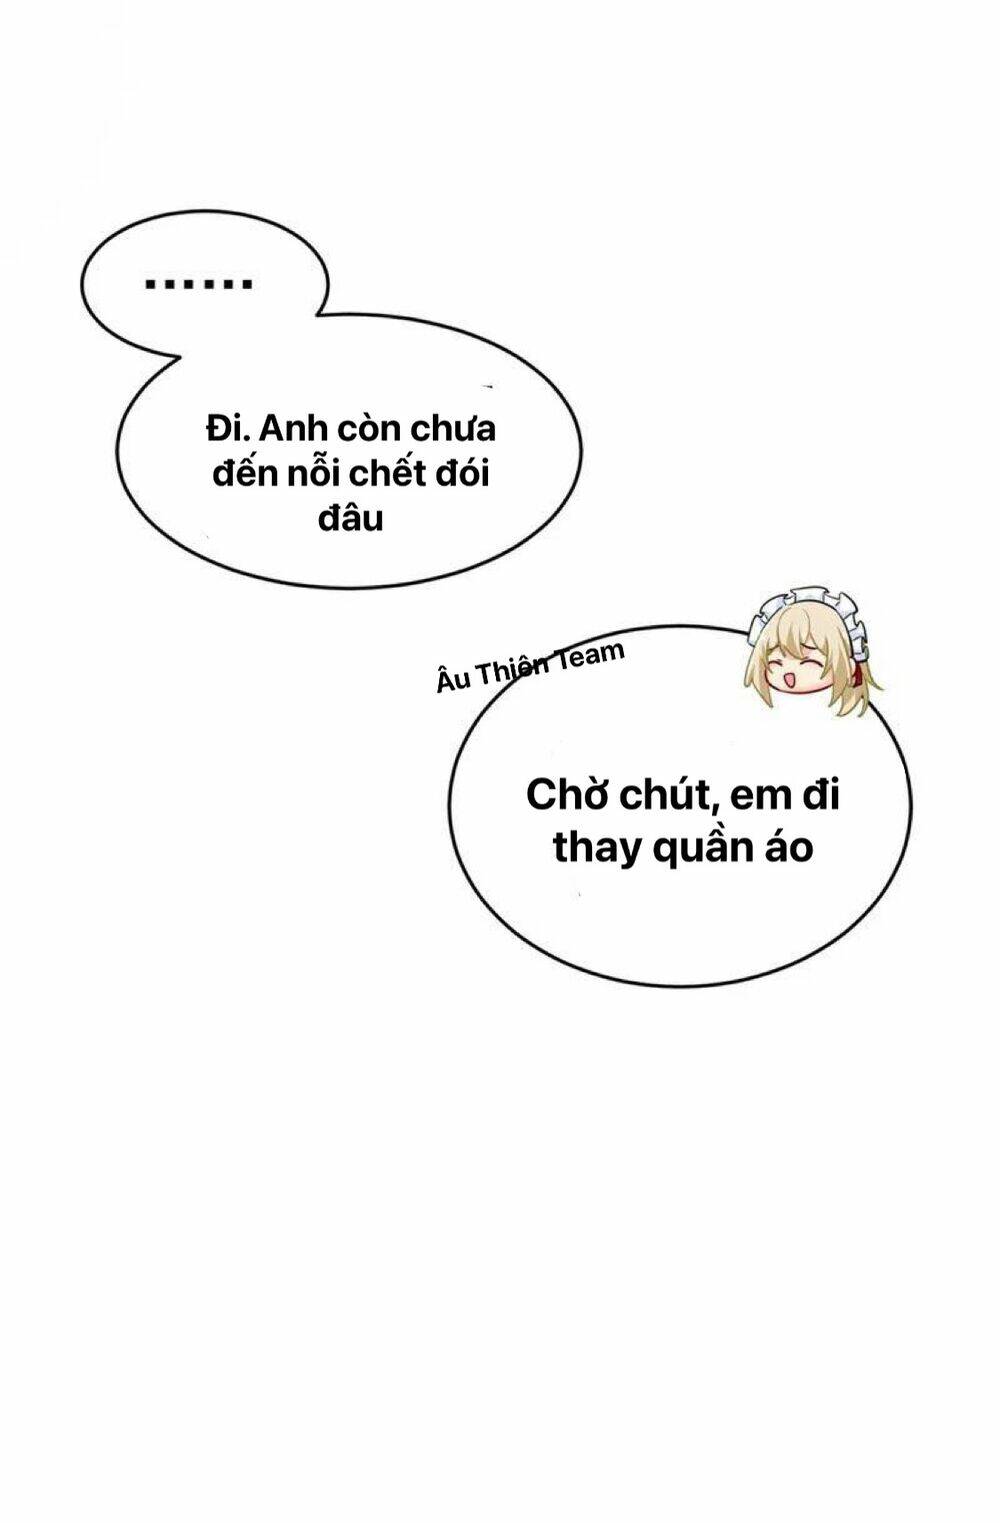 ......
Đi. Anh còn chưa
đến nỗi chết đói
đâu
Âu Thiên Team
Chờ chút, em đi
thay quần áo